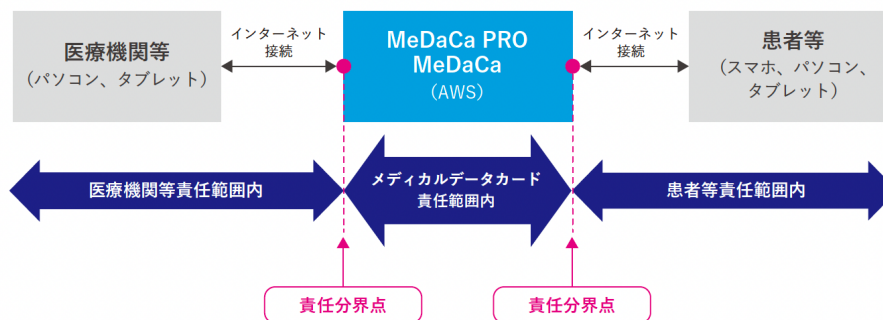 医療機関等
（パソコン、タブレット）
インターネット
接続
MeDaCa PRO
MeDaCa
（AWS）
インターネット
接続
患者等
（スマホ、パソコン、
タブレット）
医療機関等責任範囲内
メディカルデータカード
責任範囲内
患者等責任範囲内
責任分界点
責任分界点